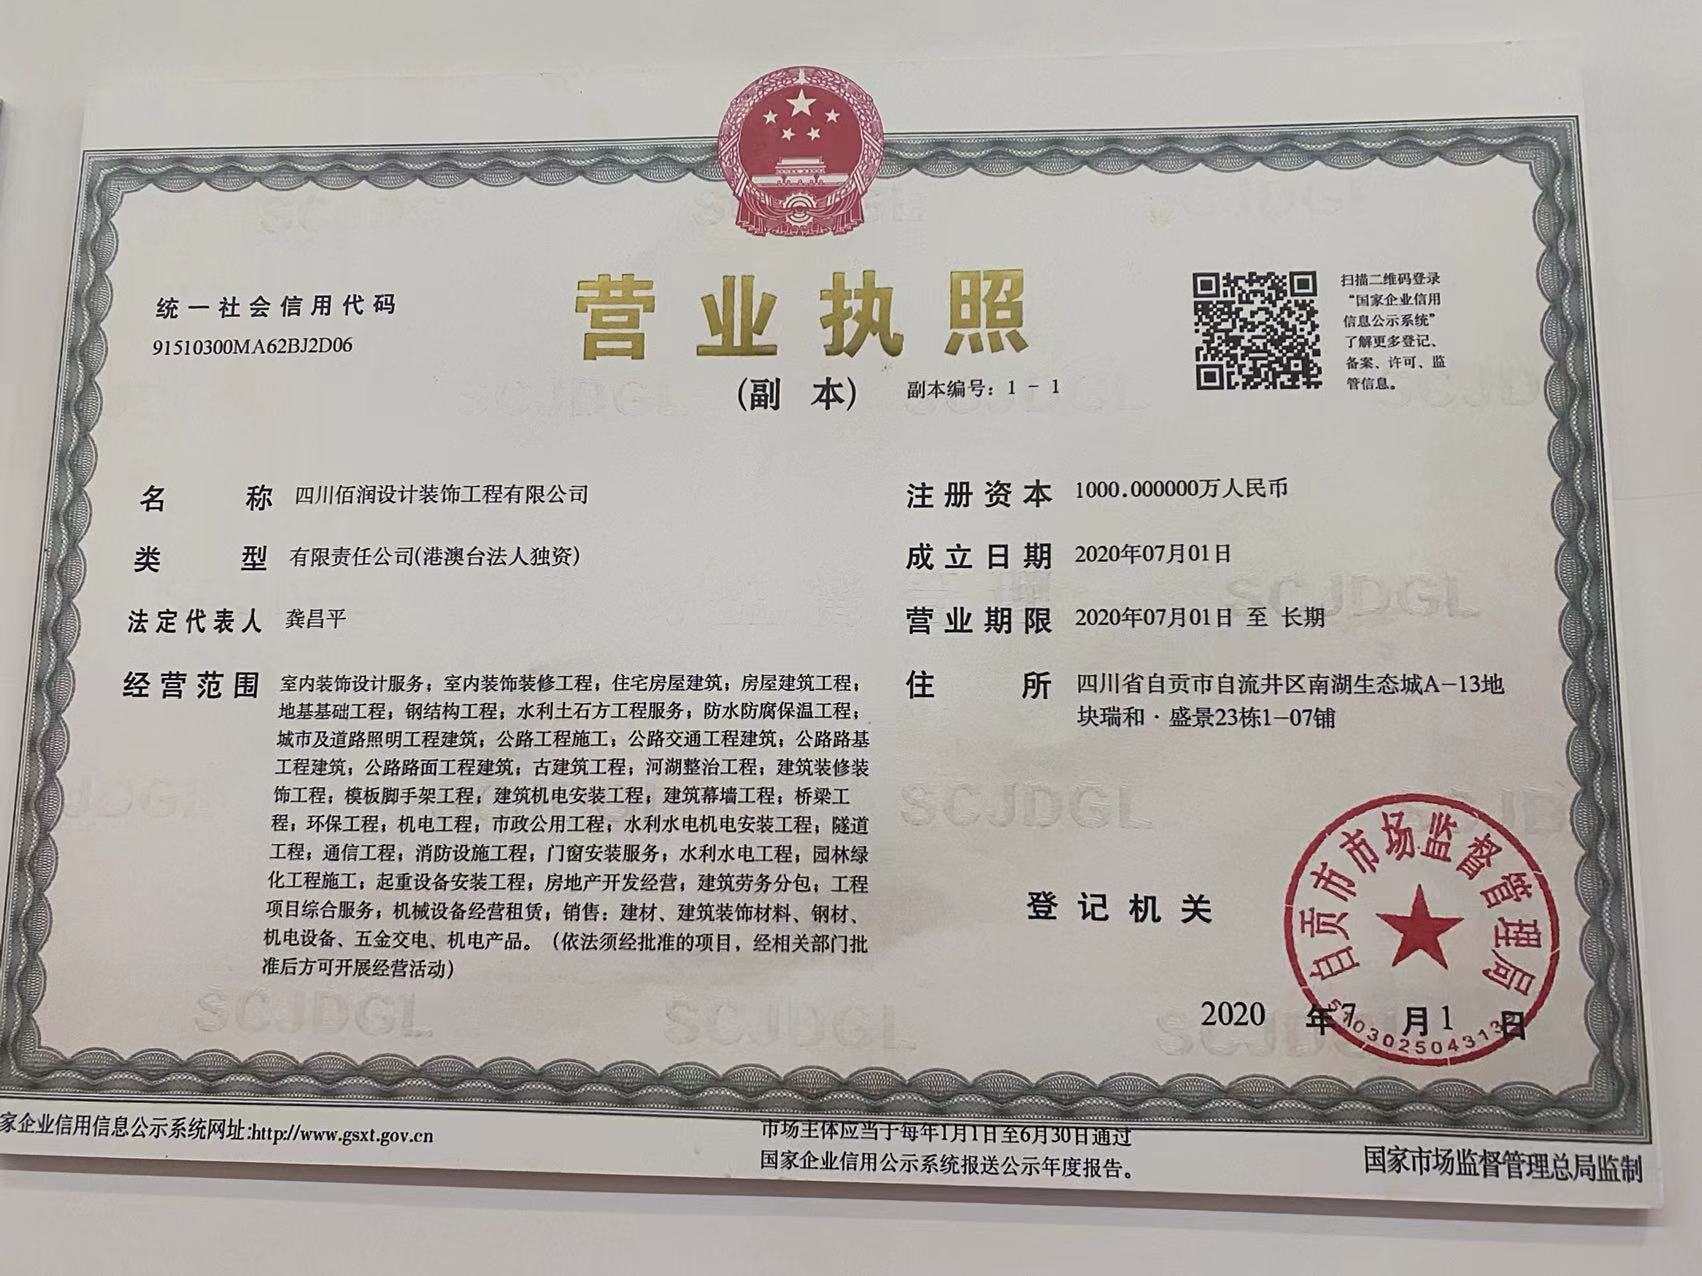 统一社会信用代码
91510300MA62BJ2D06
营业执照
(副 本) 副本编号：1 - 1
扫描二维码登录
“国家企业信用
信息公示系统”
了解更多登记、
备案、许可、监
管信息。
名 称 四川佰润设计装饰工程有限公司
类 型 有限责任公司(港澳台法人独资)
法定代表人 龚昌平
经营范围 室内装饰设计服务；室内装饰装修工程；住宅房屋建筑；房屋建筑工程；
地基基础工程；钢结构工程；水利土石方工程服务；防水防腐保温工程；
城市及道路照明工程建筑；公路工程施工；公路交通工程建筑；公路路基
工程建筑；公路路面工程建筑；古建筑工程；河湖整治工程；建筑装修装
饰工程；模板脚手架工程；建筑机电安装工程；建筑幕墙工程；桥梁工
程；环保工程；机电工程；市政公用工程；水利水电机电安装工程；隧道
工程；通信工程；消防设施工程；门窗安装服务；水利水电工程；园林绿
化工程施工；起重设备安装工程；房地产开发经营；建筑劳务分包；工程
项目综合服务；机械设备经营租赁；销售：建材、建筑装饰材料、钢材、
机电设备、五金交电、机电产品。（依法须经批准的项目，经相关部门批
准后方可开展经营活动）
注册资本 1000.000000万人民币
成立日期 2020年07月01日
营业期限 2020年07月01日 至 长期
住 所 四川省自贡市自流井区南湖生态城A-13地
块瑞和·盛景23栋1-07铺
登记机关
自贡市市场监督管理局
2020 年 7 月 1 日
家企业信用信息公示系统网址:http://www.gsxt.gov.cn
市场主体应当于每年1月1日至6月30日通过
国家企业信用公示系统报送公示年度报告。
国家市场监督管理总局监制
SCJDGL